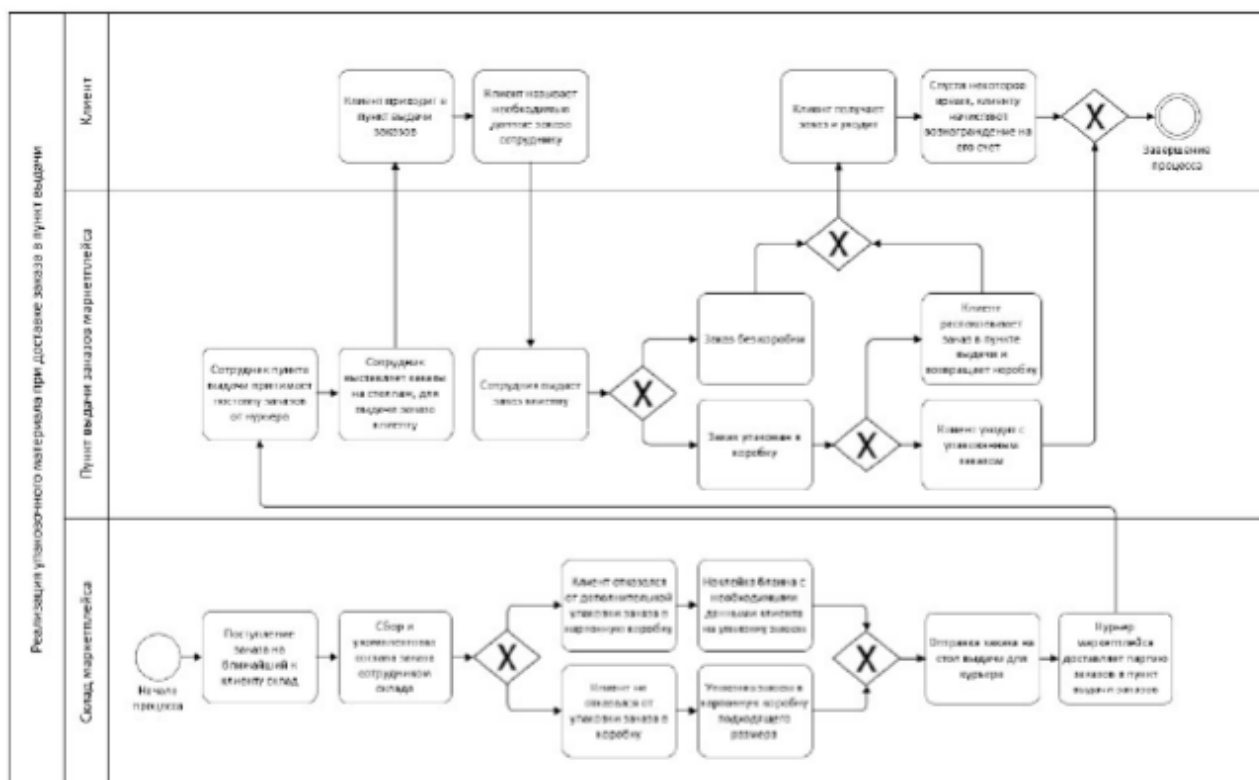 Реализация упаковочного материала при доставке заказа в пункт выдачи
Клиент
Клиент приходит в
пункт выдачи
заказов
Клиент называет
необходимые
данные заказа
сотруднику
Клиент получает
заказ и уходит
Спустя некоторое
время, клиенту
начисляют
вознаграждение на
его счет
X
Завершение
процесса
Пункт выдачи заказов маркетплейса
X
Сотрудник пункта
выдачи принимает
поставку заказов
от курьера
Сотрудник
выставляет заказы
на стеллаж, для
выдачи заказа
клиенту
Сотрудник выдает
заказ клиенту
X
Заказ без коробки
Клиент
распаковывает
заказ в пункте
выдачи и
возвращает коробку
Заказ упакован в
коробку
X
Клиент уходит с
упакованным
заказом
Склад маркетплейса
Начало
процесса
Поступление
заказа на
ближайший к
клиенту склад
Сбор и
укомплектовка
заказа
сотрудником
склада
X
Клиент отказался
от дополнительной
упаковки заказа в
картонную коробку
Наклейка бланка с
необходимыми
данными клиента
на упаковку заказа
Клиент не
отказался от
упаковки заказа в
коробку
Упаковка заказа в
картонную коробку
подходящего
размера
X
Отправка заказа на
стол выдачи для
курьера
Курьер
маркетплейса
доставляет партию
заказов в пункт
выдачи заказов